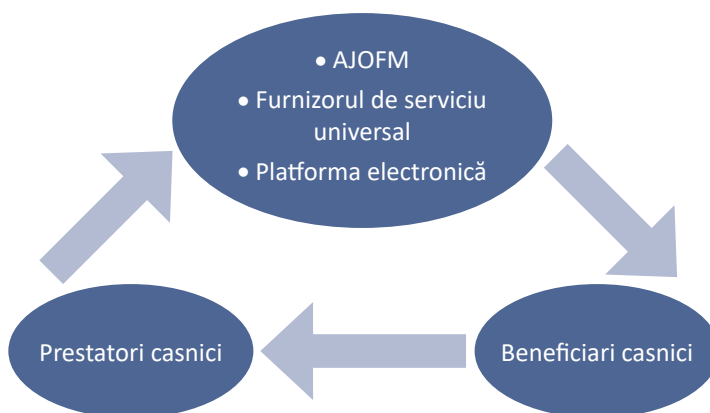 • AJOFM
• Furnizorul de serviciu
universal
• Platforma electronică
Prestatori casnici
Beneficiari casnici